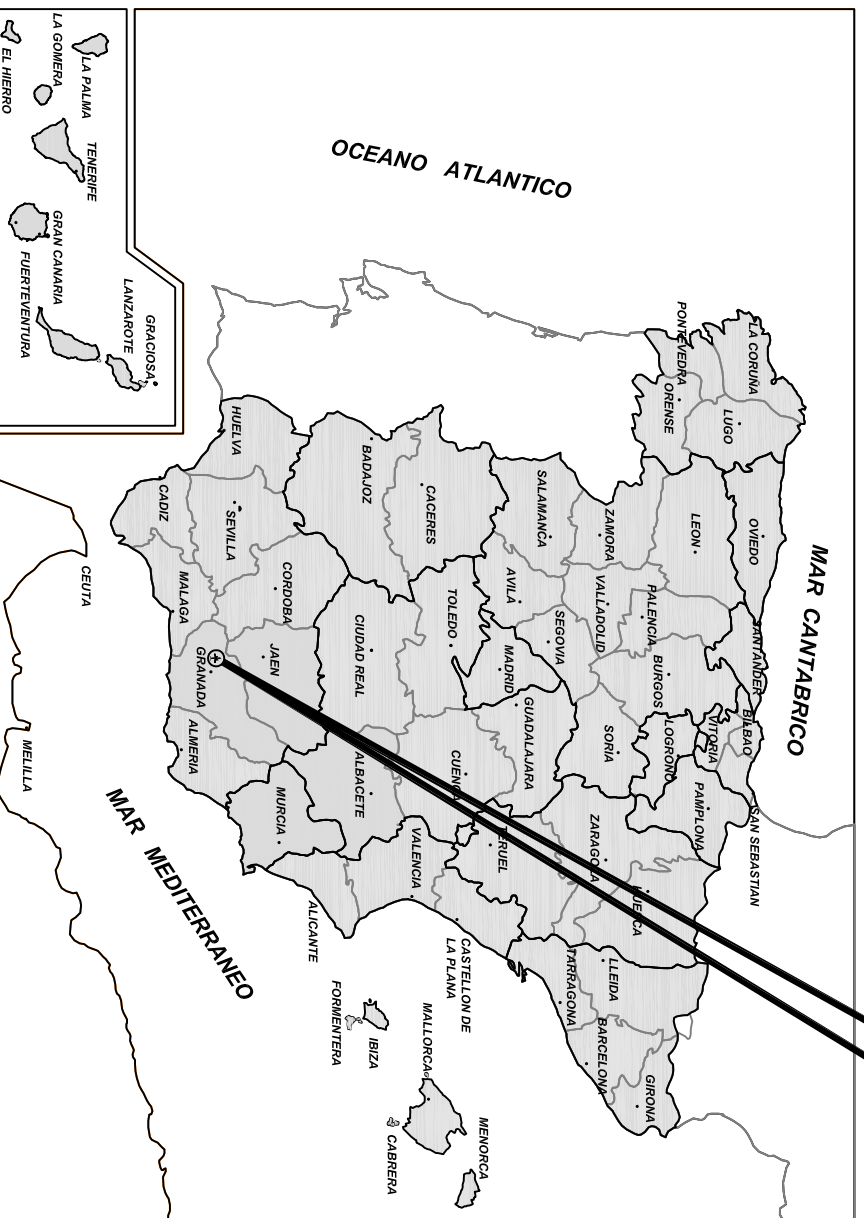 MAR CANTABRICO
OCEANO ATLANTICO
LA CORUÑA
LUGO
PONTEVEDRA
ORENSE
OVIEDO
SANTANDER
BILBAO
SAN SEBASTIAN
VITORIA
PAMPLONA
LOGROÑO
LEON
PALENCIA
BURGOS
ZAMORA
VALLADOLID
SORIA
ZARAGOZA
HUESCA
LLEIDA
GIRONA
BARCELONA
TARRAGONA
SALAMANCA
AVILA
SEGOVIA
MADRID
GUADALAJARA
TERUEL
CASTELLON DE
LA PLANA
CACERES
TOLEDO
CUENCA
VALENCIA
BADAJOZ
CIUDAD REAL
ALBACETE
ALICANTE
MURCIA
HUELVA
SEVILLA
CORDOBA
JAEN
GRANADA
ALMERIA
CADIZ
MALAGA
CEUTA
MELILLA
MENORCA
MALLORCA
CABRERA
IBIZA
FORMENTERA
MAR MEDITERRANEO
GRACIOSA
LANZAROTE
LA PALMA
LA GOMERA
EL HIERRO
TENERIFE
GRAN CANARIA
FUERTEVENTURA